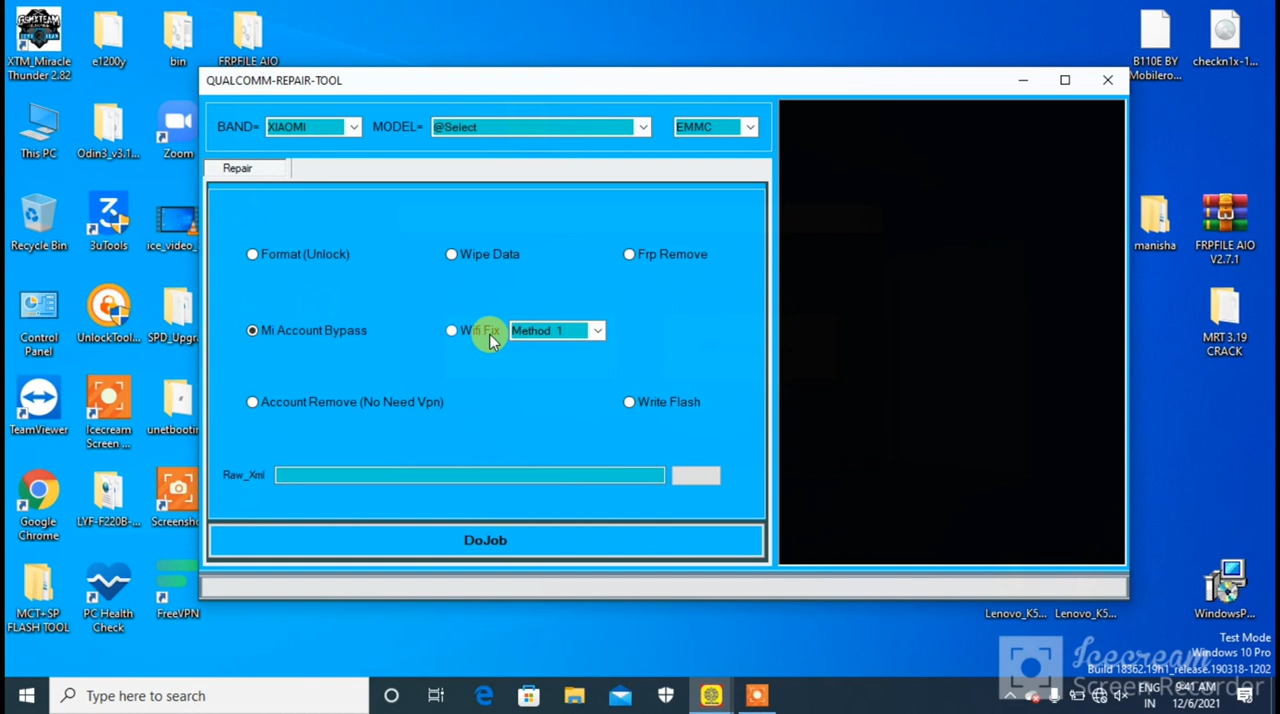 XTM_Miracle
Thunder 2.82
e1200y
bin
FRPFILE AIO
B110E BY
Mobilero...
checkn1x-1...
QUALCOMM-REPAIR-TOOL
BAND= XIAOMI MODEL= @Select EMMC
Repair
Format (Unlock) Wipe Data Frp Remove
Mi Account Bypass Wifi Fix Method 1
Account Remove (No Need Vpn) Write Flash
Raw_Xml
DoJob
This PC
Odin3_v3.1...
Zoom
Recycle Bin
3uTools
ice_video_
manisha
FRPFILE AIO
V2.7.1
Control
Panel
UnlockTool...
SPD_Upgr
MRT 3.19
CRACK
TeamViewer
Icecream
Screen ...
unetbootin
Google
Chrome
LYF-F220B-...
Screensho
MCT+SP
FLASH TOOL
PC Health
Check
FreeVPN
Lenovo_K5...
Lenovo_K5...
WindowsP...
Test Mode
Windows 10 Pro
Build 18362.19h1_release.190318-1202
Icecream
Screen Recorder
Type here to search
ENG
IN
9:41 AM
12/6/2021